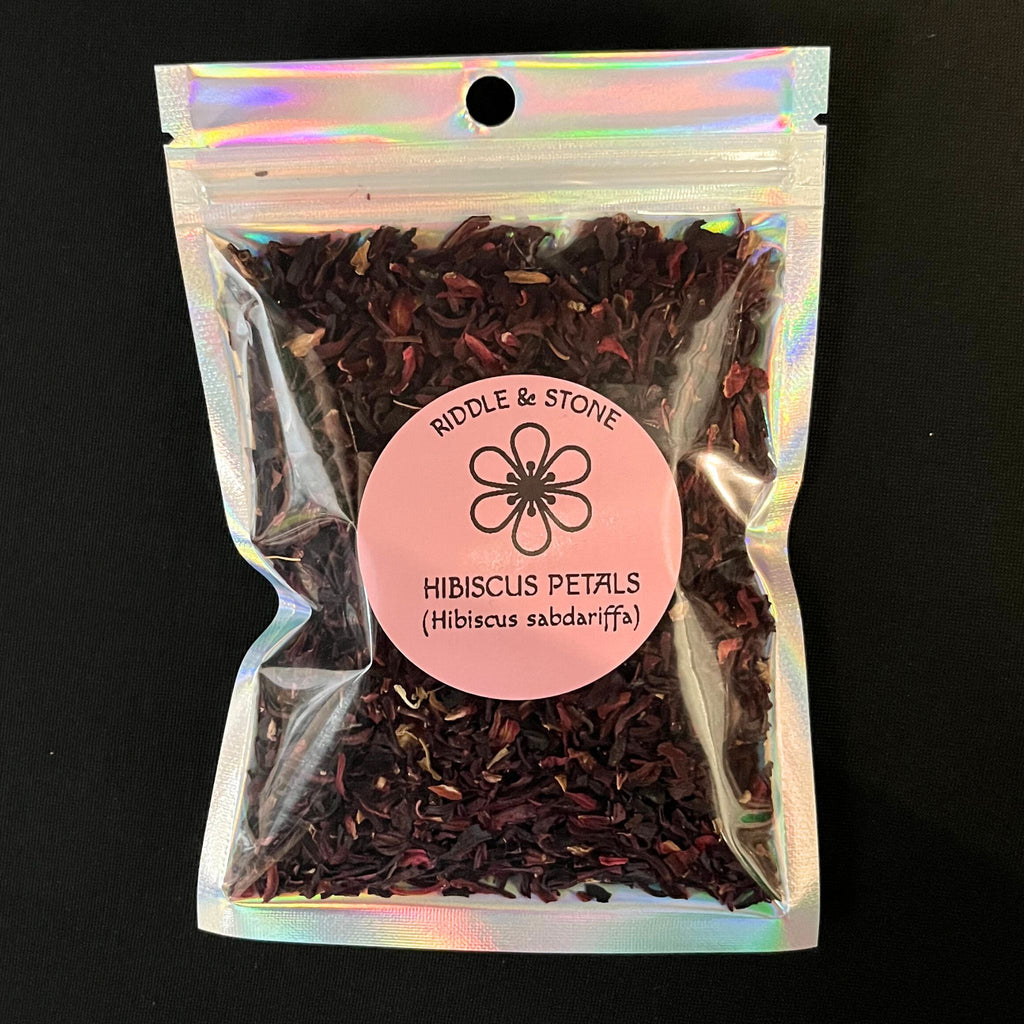 RIDDLE & STONE
HIBISCUS PETALS
(Hibiscus sabdariffa)